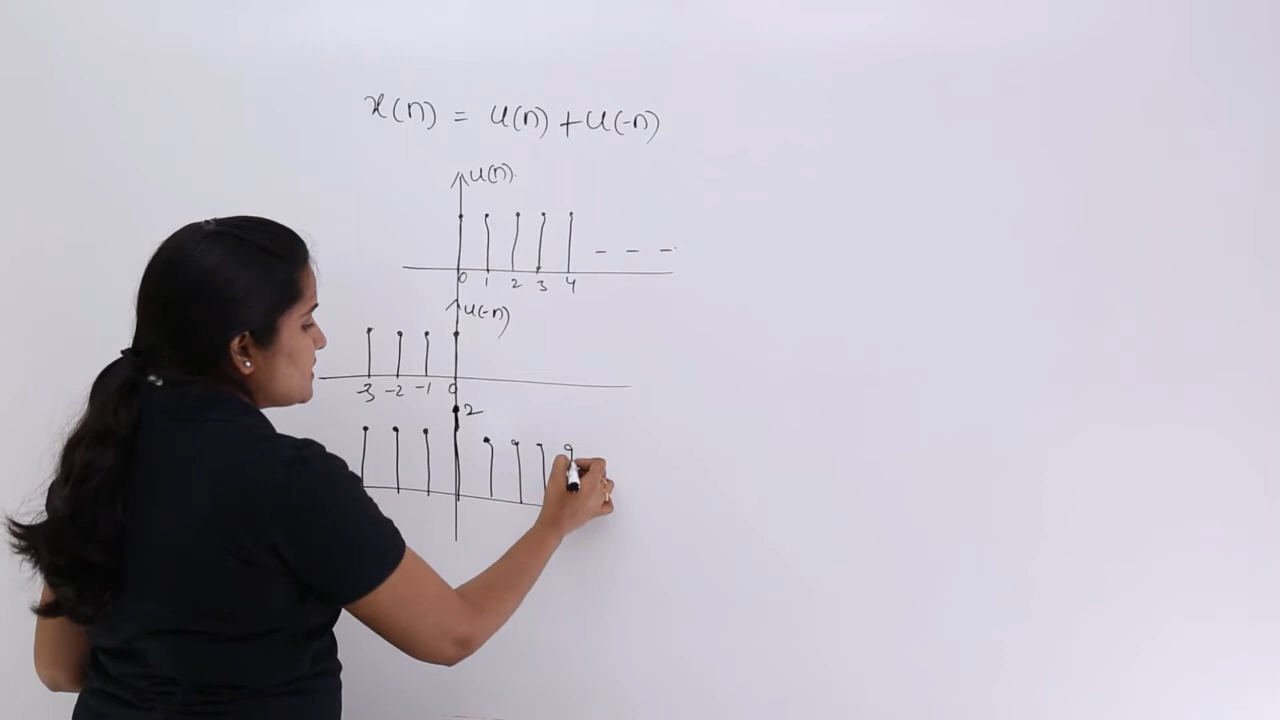 x(n) = u(n) + u(-n)
u(n)
0 1 2 3 4
u(-n)
-3 -2 -1 0
2